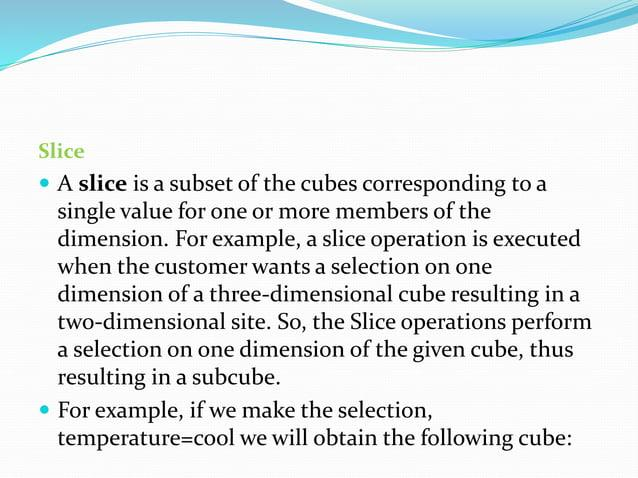 Slice
• A slice is a subset of the cubes corresponding to a
single value for one or more members of the
dimension. For example, a slice operation is executed
when the customer wants a selection on one
dimension of a three-dimensional cube resulting in a
two-dimensional site. So, the Slice operations perform
a selection on one dimension of the given cube, thus
resulting in a subcube.
• For example, if we make the selection,
temperature=cool we will obtain the following cube: